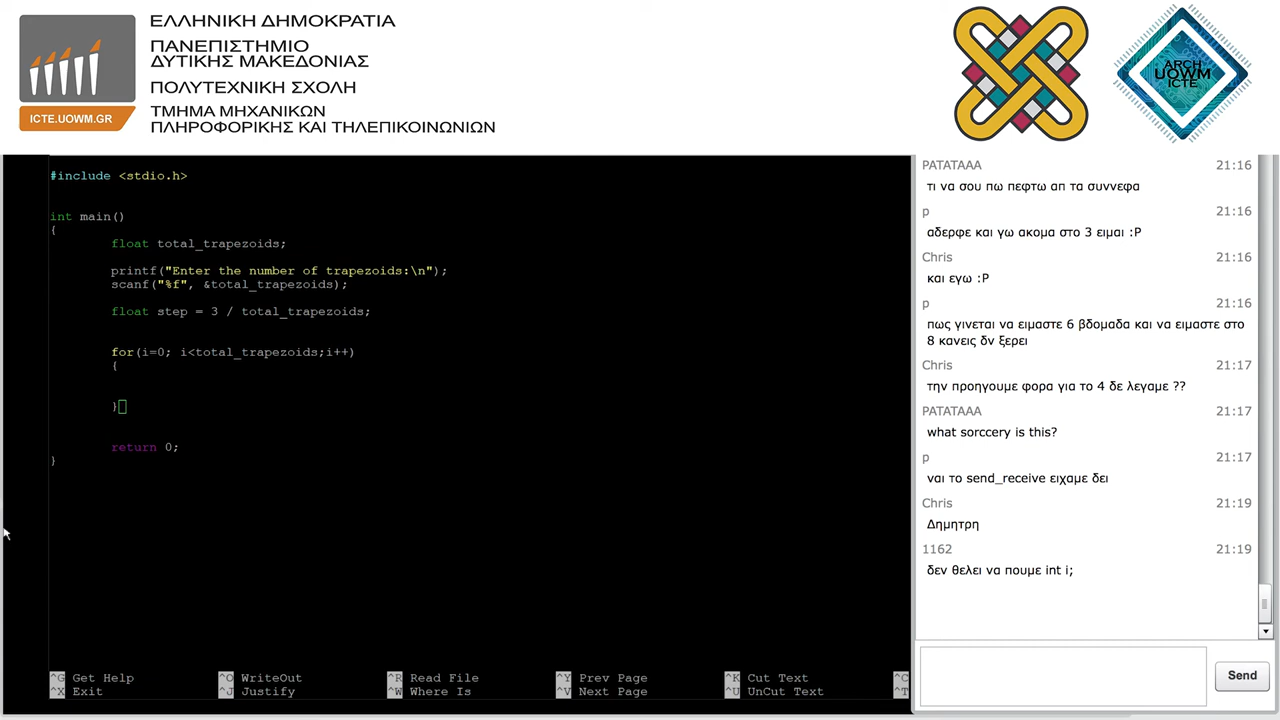 ΕΛΛΗΝΙΚΗ ΔΗΜΟΚΡΑΤΙΑ
ΠΑΝΕΠΙΣΤΗΜΙΟ
ΔΥΤΙΚΗΣ ΜΑΚΕΔΟΝΙΑΣ
ΠΟΛΥΤΕΧΝΙΚΗ ΣΧΟΛΗ
ΤΜΗΜΑ ΜΗΧΑΝΙΚΩΝ
ΠΛΗΡΟΦΟΡΙΚΗΣ ΚΑΙ ΤΗΛΕΠΙΚΟΙΝΩΝΙΩΝ
ICTE.UOWM.GR
ARCH
UOWM
ICTE
#include <stdio.h>
int main()
{
float total_trapezoids;
printf("Enter the number of trapezoids:\n");
scanf("%f", &total_trapezoids);
float step = 3 / total_trapezoids;
for(i=0; i<total_trapezoids;i++)
{
}
return 0;
}
^G Get Help ^O WriteOut ^R Read File ^Y Prev Page ^K Cut Text ^C
^X Exit ^J Justify ^W Where Is ^V Next Page ^U UnCut Text ^T
PATATAAA 21:16
τι να σου πω πεφτω απ τα συννεφα
p 21:16
αδερφε και γω ακομα στο 3 ειμαι :P
Chris 21:16
και εγω :P
p 21:16
πως γινεται να ειμαστε 6 βδομαδα και να ειμαστε στο
8 κανεις δν ξερει
Chris 21:17
την προηγουμε φορα για το 4 δε λεγαμε ??
PATATAAA 21:17
what sorccery is this?
p 21:17
ναι το send_receive ειχαμε δει
Chris 21:19
Δημητρη
1162 21:19
δεν θελει να πουμε int i;
Send